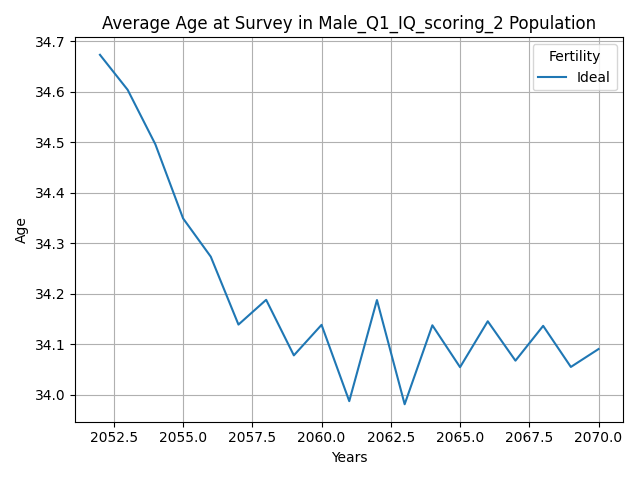 Average Age at Survey in Male_Q1_IQ_scoring_2 Population
34.7
34.6
34.5
34.4
34.3
34.2
34.1
34.0
Age
Fertility
Ideal
2052.5 2055.0 2057.5 2060.0 2062.5 2065.0 2067.5 2070.0
Years